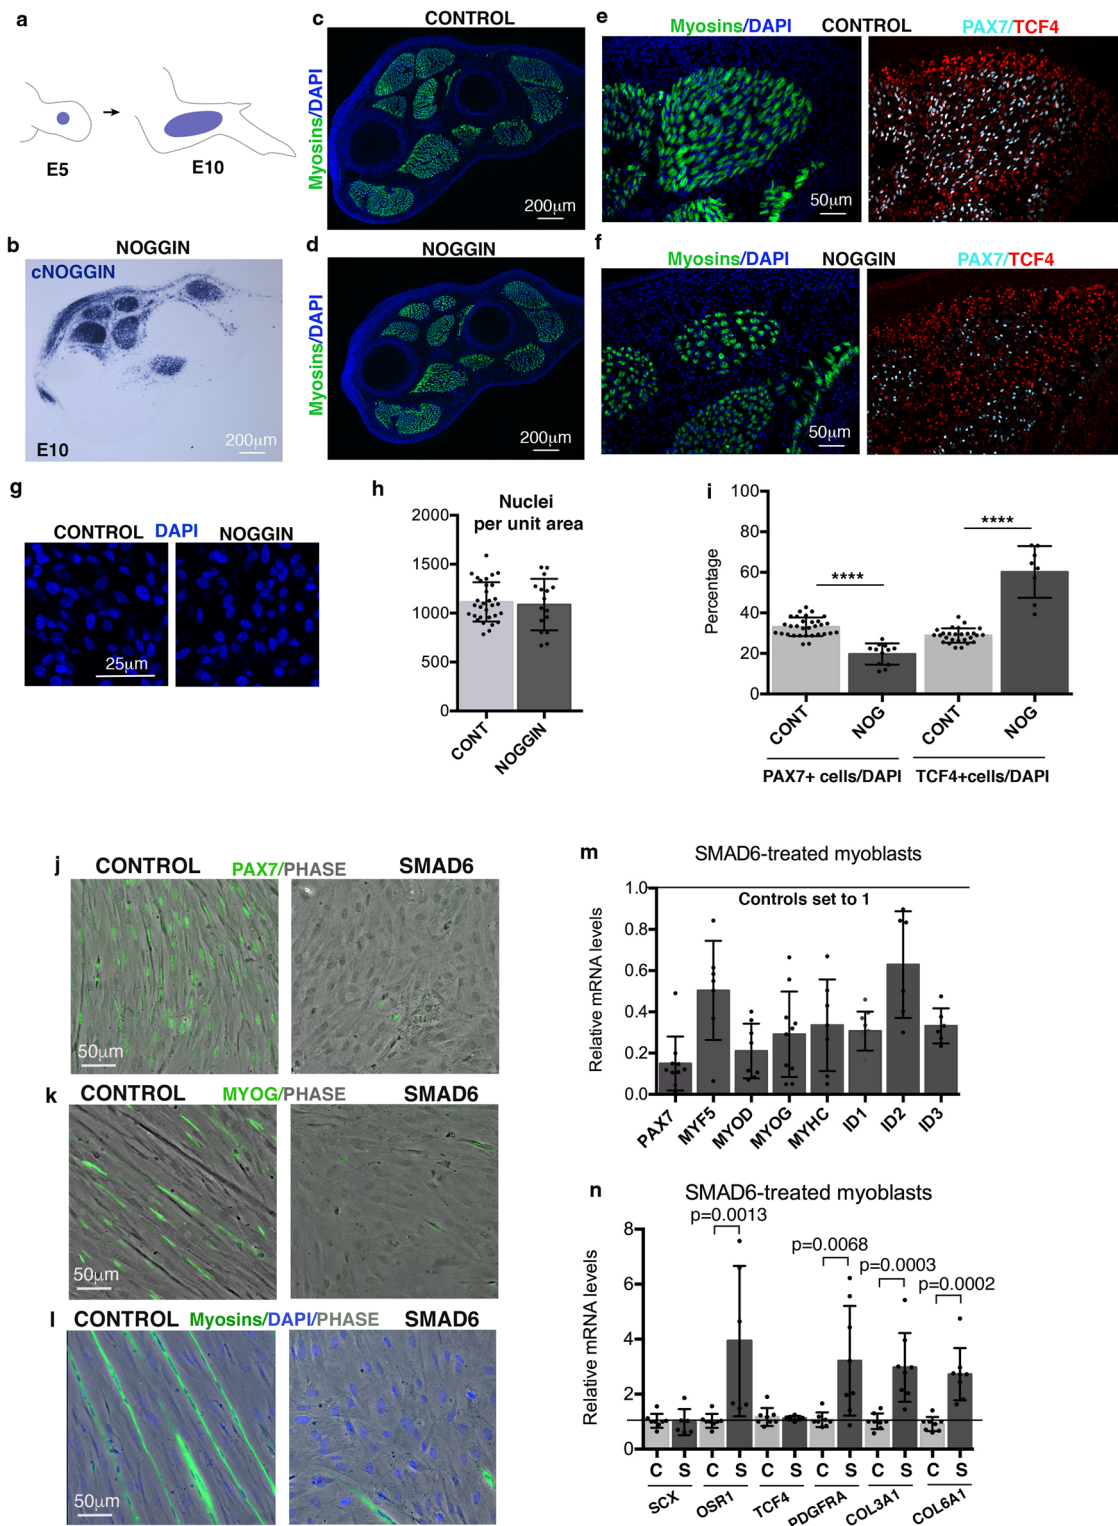 a
E5
E10
b
NOGGIN
cNOGGIN
E10
200μm
c
CONTROL
Myosins/DAPI
200μm
d
NOGGIN
Myosins/DAPI
200μm
e
Myosins/DAPI
CONTROL
PAX7/TCF4
50μm
f
Myosins/DAPI
NOGGIN
PAX7/TCF4
50μm
g
CONTROL
DAPI
NOGGIN
25μm
h
Nuclei
per unit area
2000
1500
1000
500
0
CONT
NOGGIN
i
Percentage
100
80
60
40
20
0
****
****
CONT
NOG
CONT
NOG
PAX7+ cells/DAPI
TCF4+cells/DAPI
j
CONTROL
PAX7/PHASE
SMAD6
50μm
k
CONTROL
MYOG/PHASE
SMAD6
50μm
l
CONTROL
Myosins/DAPI/PHASE
SMAD6
50μm
m
SMAD6-treated myoblasts
Controls set to 1
Relative mRNA levels
1.0
0.8
0.6
0.4
0.2
0.0
PAX7
MYF5
MYOD
MYOG
MYHC
ID1
ID2
ID3
n
SMAD6-treated myoblasts
p=0.0013
p=0.0068
p=0.0003
p=0.0002
Relative mRNA levels
8
6
4
2
0
C S C S C S C S C S C S
SCX
OSR1
TCF4
PDGFRA
COL3A1
COL6A1